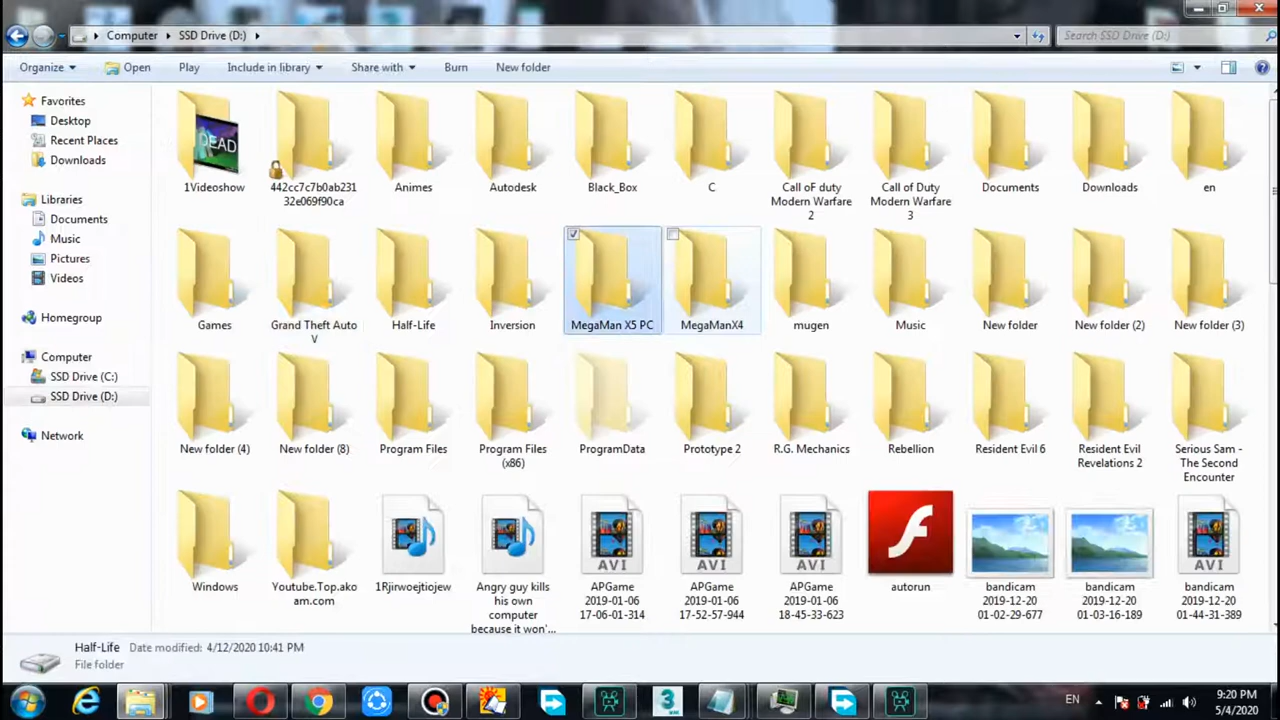 Computer SSD Drive (D:) Search SSD Drive (D:)
Organize Open Play Include in library Share with Burn New folder
Favorites
Desktop
Recent Places
Downloads
Libraries
Documents
Music
Pictures
Videos
Homegroup
Computer
SSD Drive (C:)
SSD Drive (D:)
Network
DEAD
1Videoshow
442cc7c7b0ab231
32e069f90ca
Animes
Autodesk
Black_Box
C
Call oF duty
Modern Warfare
2
Call of Duty
Modern Warfare
3
Documents
Downloads
en
Games
Grand Theft Auto
V
Half-Life
Inversion
MegaMan X5 PC
MegaManX4
mugen
Music
New folder
New folder (2)
New folder (3)
New folder (4)
New folder (8)
Program Files
Program Files
(x86)
ProgramData
Prototype 2
R.G. Mechanics
Rebellion
Resident Evil 6
Resident Evil
Revelations 2
Serious Sam -
The Second
Encounter
Windows
Youtube.Top.ako
am.com
1Rjirwoejtiojew
Angry guy kills
his own
computer
because it won'...
AVI
APGame
2019-01-06
17-06-01-314
AVI
APGame
2019-01-06
17-52-57-944
AVI
APGame
2019-01-06
18-45-33-623
autorun
bandicam
2019-12-20
01-02-29-677
bandicam
2019-12-20
01-03-16-189
AVI
bandicam
2019-12-20
01-44-31-389
Half-Life Date modified: 4/12/2020 10:41 PM
File folder
3
EN
9:20 PM
5/4/2020